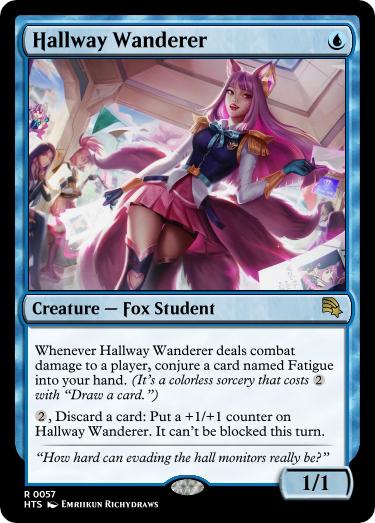 Hallway Wanderer
Creature — Fox Student
Whenever Hallway Wanderer deals combat
damage to a player, conjure a card named Fatigue
into your hand. (It's a colorless sorcery that costs 2
with “Draw a card.”)
2, Discard a card: Put a +1/+1 counter on
Hallway Wanderer. It can't be blocked this turn.
“How hard can evading the hall monitors really be?”
1/1
R 0057
HTS Emriikun Richydraws